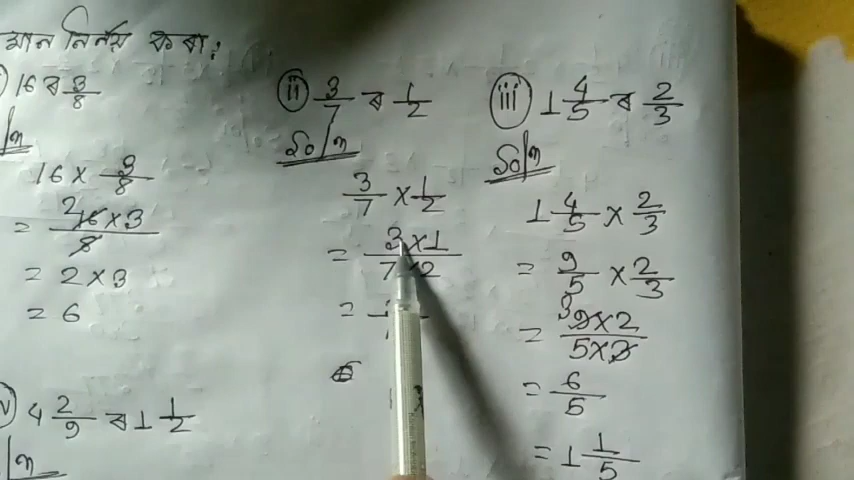 মান নিৰ্ণয় কৰা:
16 ৰ 3/8
ii 3/7 ৰ 1/2
iii 1 4/5 ৰ 2/3
Soln
Soln
16 × 3/8
= 16×3/8
2
= 2×3
= 6
3/7 × 1/2
= 3×1/7×2
=
1 4/5 × 2/3
= 9/5 × 2/3
3
= 9×2/5×3
= 6/5
= 1 1/5
4 2/9 ৰ 1 1/2